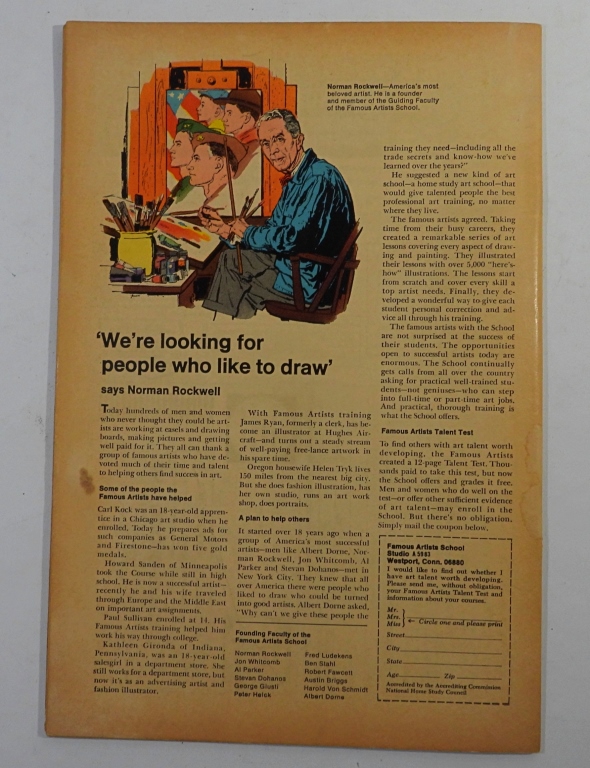 Norman Rockwell—America's most
beloved artist. He is a founder
and member of the Guiding Faculty
of the Famous Artists School.
'We're looking for
people who like to draw'
says Norman Rockwell
Today hundreds of men and women
who never thought they could be art-
ists are working at easels and drawing
boards, making pictures and getting
well paid for it. They all can thank a
group of famous artists who have de-
voted much of their time and talent
to helping others find success in art.
Some of the people the
Famous Artists have helped
Carl Kock was an 18-year-old appren-
tice in a Chicago art studio when he
enrolled. Today he prepares ads for
such companies as General Motors
and Firestone—has won five gold
medals.
Howard Sanden of Minneapolis
took the Course while still in high
school. He is now a successful artist—
recently he and his wife traveled
through Europe and the Middle East
on important art assignments.
Paul Sullivan enrolled at 14. His
Famous Artists training helped him
work his way through college.
Kathleen Gironda of Indiana,
Pennsylvania, was an 18-year-old
salesgirl in a department store. She
still works for a department store, but
now it's as an advertising artist and
fashion illustrator.
With Famous Artists training
James Ryan, formerly a clerk, has be-
come an illustrator at Hughes Air-
craft—and turns out a steady stream
of well-paying free-lance artwork in
his spare time.
Oregon housewife Helen Tryk lives
150 miles from the nearest big city.
But she does fashion illustration, has
her own studio, runs an art work
shop, does portraits.
A plan to help others
It started over 18 years ago when a
group of America's most successful
artists—men like Albert Dorne, Nor-
man Rockwell, Jon Whitcomb, Al
Parker and Stevan Dohanos—met in
New York City. They knew that all
over America there were people who
liked to draw who could be turned
into good artists. Albert Dorne asked,
"Why can't we give these people the
Founding Faculty of the
Famous Artists School
Norman Rockwell
Jon Whitcomb
Al Parker
Stevan Dohanos
George Giusti
Peter Helck
Fred Ludekens
Ben Stahl
Robert Fawcett
Austin Briggs
Harold Von Schmidt
Albert Dorne
training they need—including all the
trade secrets and know-how we've
learned over the years?"
He suggested a new kind of art
school—a home study art school—that
would give talented people the best
professional art training, no matter
where they live.
The famous artists agreed. Taking
time from their busy careers, they
created a remarkable series of art
lessons covering every aspect of draw-
ing and painting. They illustrated
their lessons with over 5,000 "here's-
how" illustrations. The lessons start
from scratch and cover every skill a
top artist needs. Finally, they de-
veloped a wonderful way to give each
student personal correction and ad-
vice all through his training.
The famous artists with the School
are not surprised at the success of
their students. The opportunities
open to successful artists today are
enormous. The School continually
gets calls from all over the country
asking for practical well-trained stu-
dents—not geniuses—who can step
into full-time or part-time art jobs.
And practical, thorough training is
what the School offers.
Famous Artists Talent Test
To find others with art talent worth
developing, the Famous Artists
created a 12-page Talent Test. Thou-
sands paid to take this test, but now
the School offers and grades it free.
Men and women who do well on the
test—or offer other sufficient evidence
of art talent—may enroll in the
School. But there's no obligation.
Simply mail the coupon below.
Famous Artists School
Studio
Westport, Conn. 06880
I would like to find out whether I
have art talent worth developing.
Please send me, without obligation,
your Famous Artists Talent Test and
information about your courses.
Mr.
Mrs.
Miss
← Circle one and please print
Street
City
State
Age Zip
Accredited by the Accrediting Commission
National Home Study Council